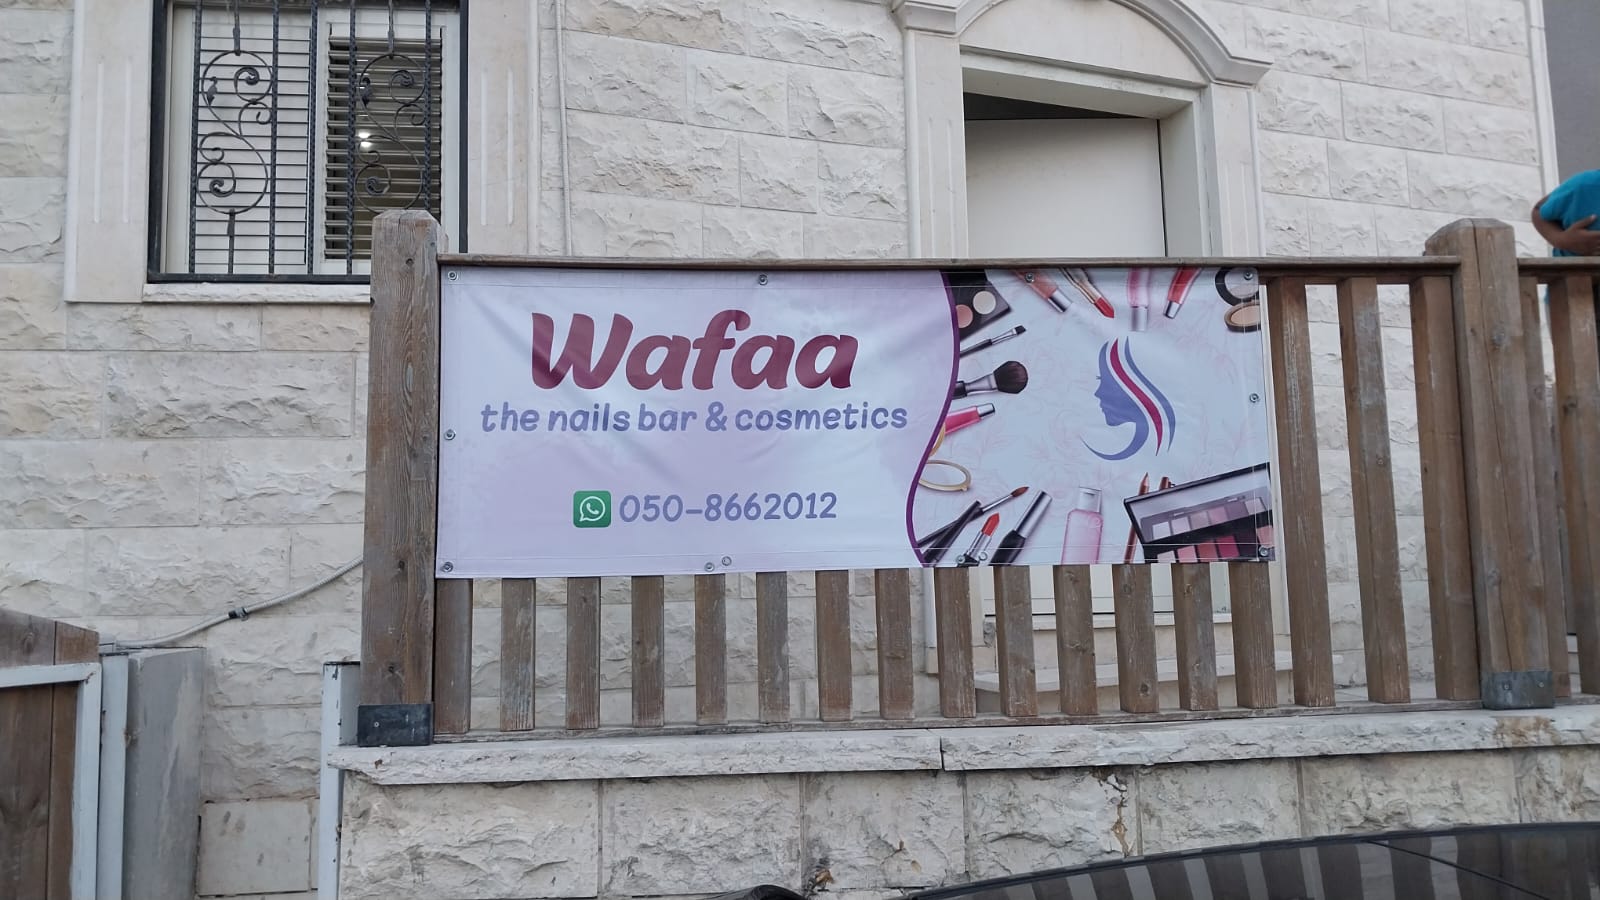 Wafaa
the nails bar & cosmetics
050-8662012